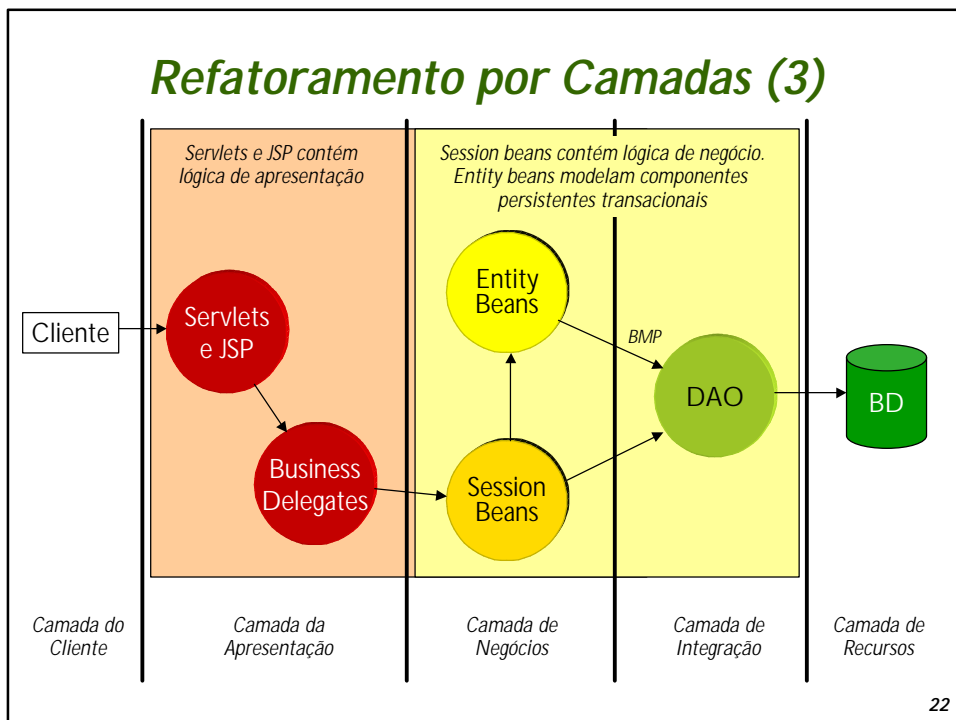 Refatoramento por Camadas (3)
Servlets e JSP contém
lógica de apresentação
Session beans contém lógica de negócio.
Entity beans modelam componentes
persistentes transacionais
Cliente
Servlets
e JSP
Business
Delegates
Entity
Beans
Session
Beans
BMP
DAO
BD
Camada do
Cliente
Camada da
Apresentação
Camada de
Negócios
Camada de
Integração
Camada de
Recursos
22